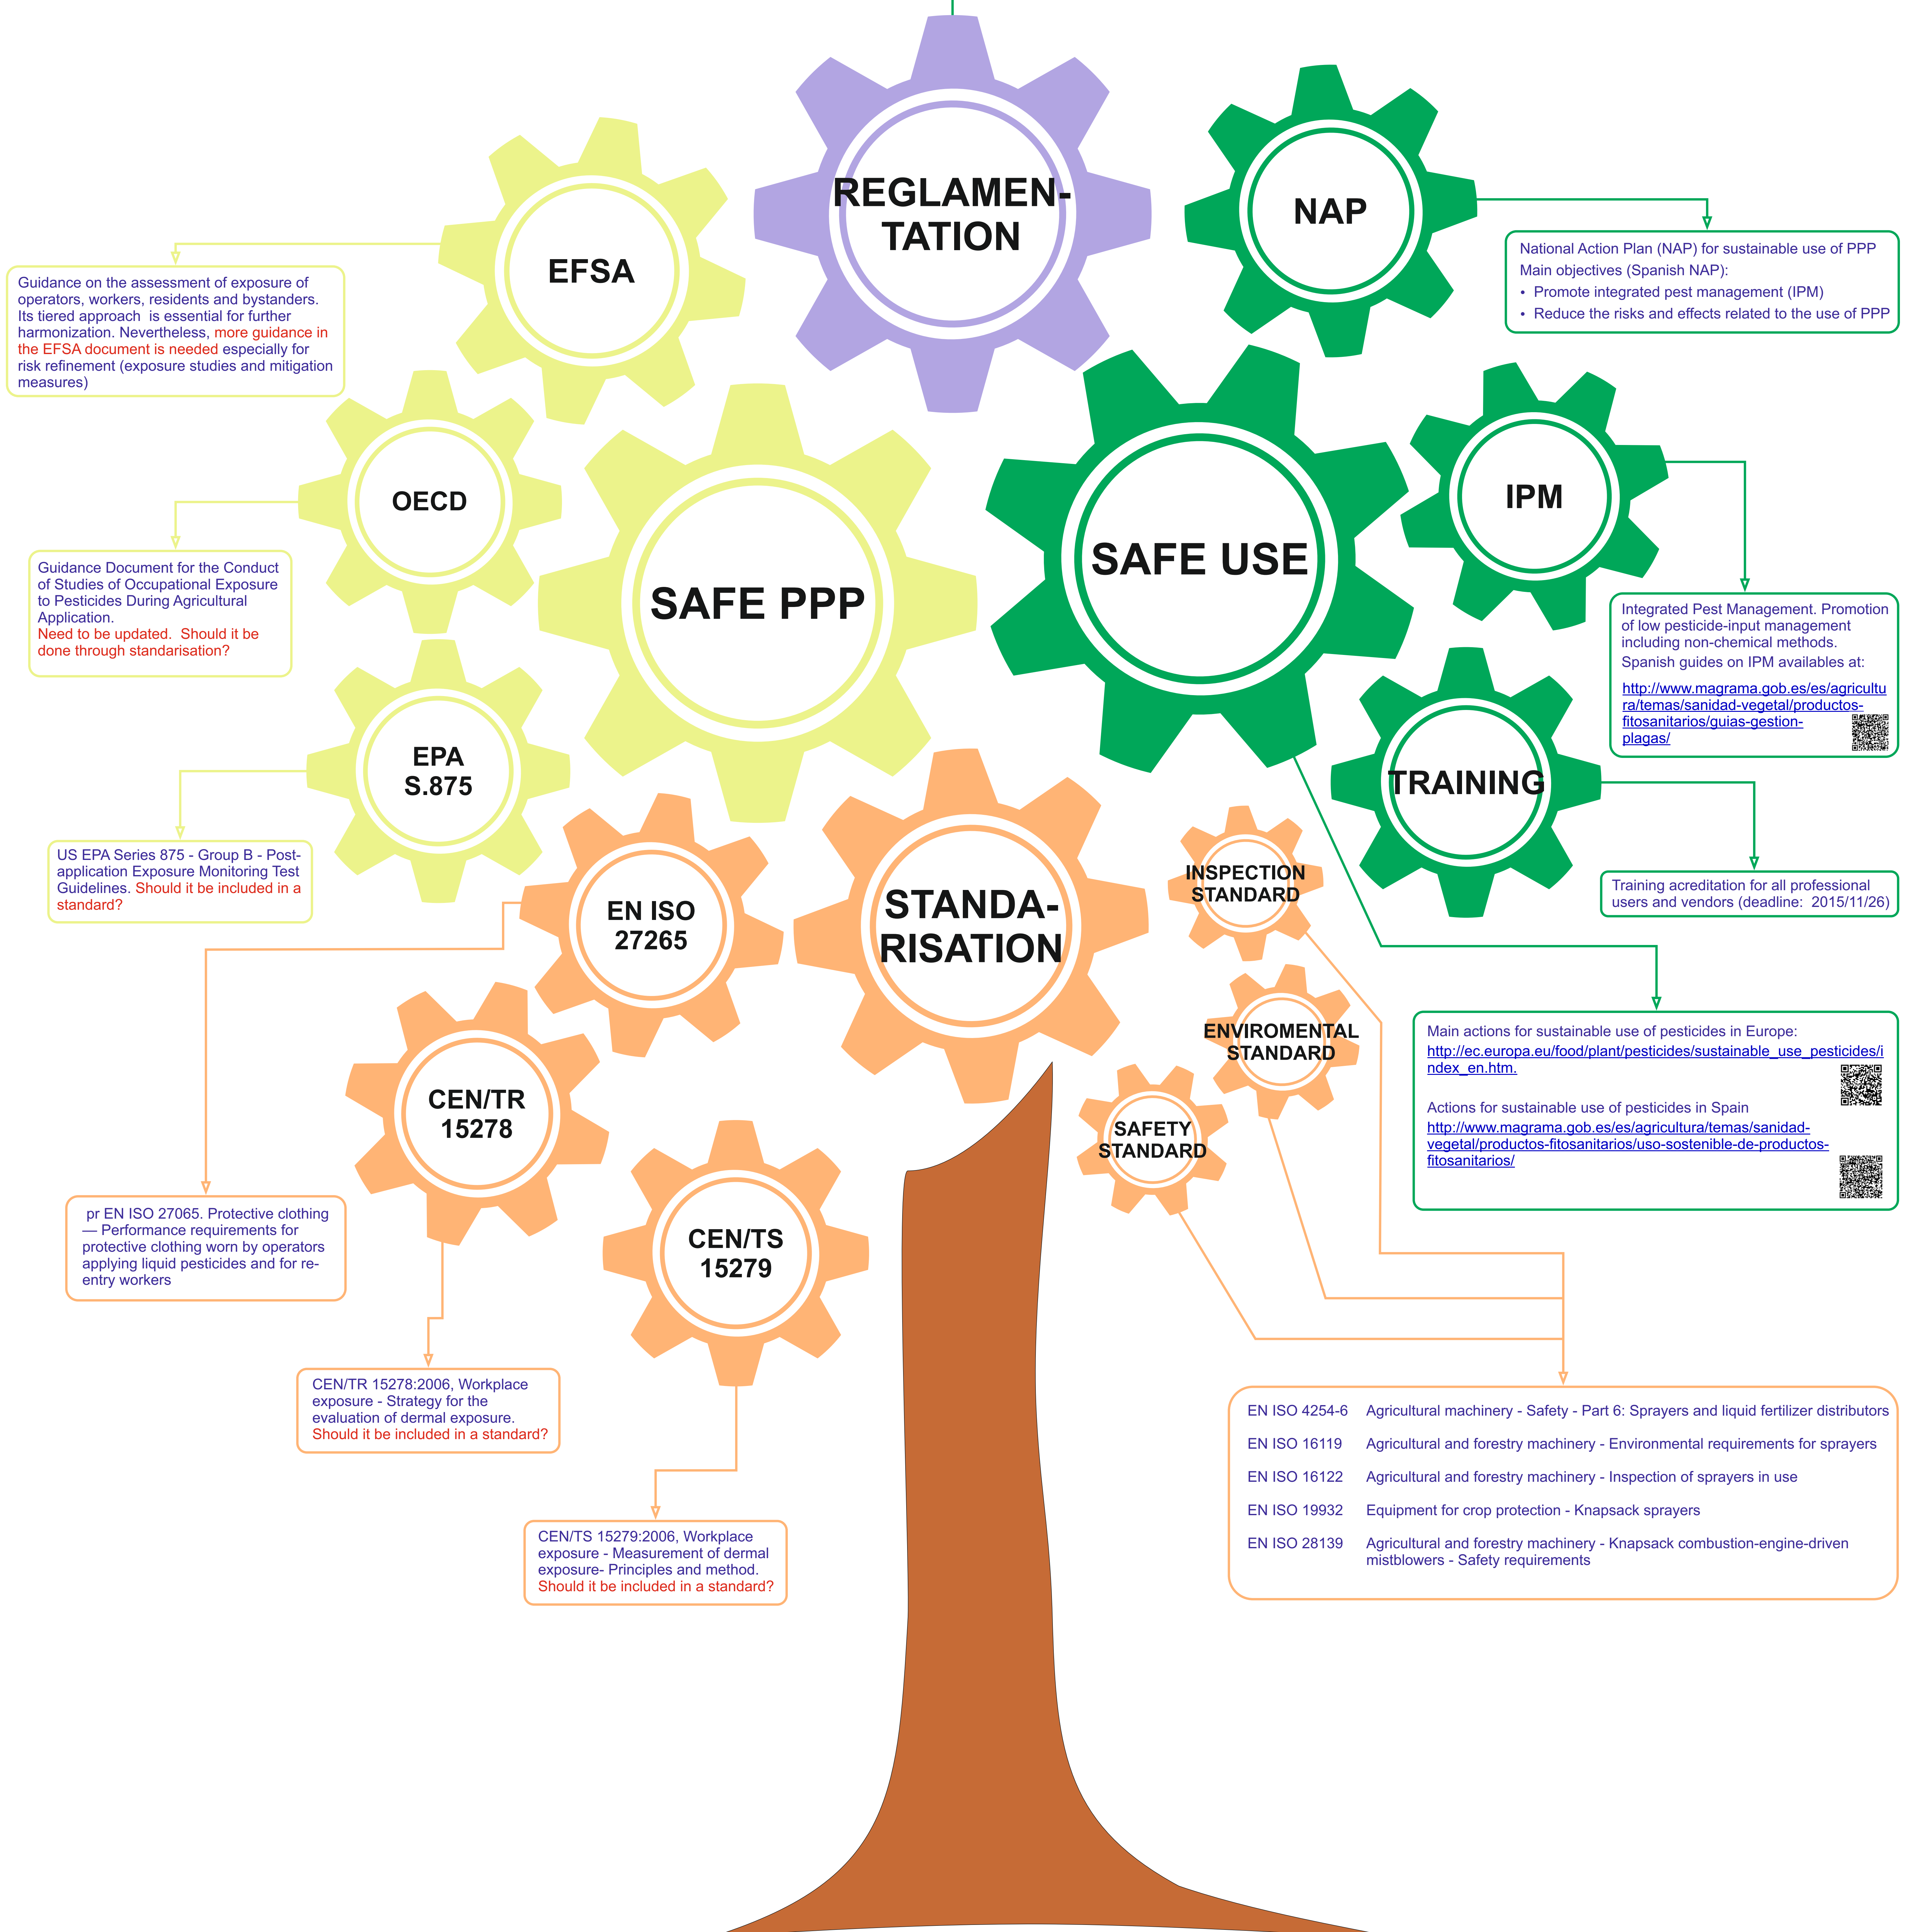 REGLAMEN-
TATION
NAP
EFSA
National Action Plan (NAP) for sustainable use of PPP
Main objectives (Spanish NAP):
• Promote integrated pest management (IPM)
• Reduce the risks and effects related to the use of PPP
Guidance on the assessment of exposure of
operators, workers, residents and bystanders.
Its tiered approach is essential for further
harmonization. Nevertheless, more guidance in
the EFSA document is needed especially for
risk refinement (exposure studies and mitigation
measures)
OECD
IPM
SAFE USE
SAFE PPP
Guidance Document for the Conduct
of Studies of Occupational Exposure
to Pesticides During Agricultural
Application.
Need to be updated. Should it be
done through standarisation?
Integrated Pest Management. Promotion
of low pesticide-input management
including non-chemical methods.
Spanish guides on IPM availables at:
http://www.magrama.gob.es/es/agricultu
ra/temas/sanidad-vegetal/productos-
fitosanitarios/guias-gestion-
plagas/
EPA
S.875
TRAINING
US EPA Series 875 - Group B - Post-
application Exposure Monitoring Test
Guidelines. Should it be included in a
standard?
Training acreditation for all professional
users and vendors (deadline: 2015/11/26)
EN ISO
27265
STANDA-
RISATION
INSPECTION
STANDARD
ENVIROMENTAL
STANDARD
SAFETY
STANDARD
Main actions for sustainable use of pesticides in Europe:
http://ec.europa.eu/food/plant/pesticides/sustainable_use_pesticides/i
ndex_en.htm.
Actions for sustainable use of pesticides in Spain
http://www.magrama.gob.es/es/agricultura/temas/sanidad-
vegetal/productos-fitosanitarios/uso-sostenible-de-productos-
fitosanitarios/
CEN/TR
15278
CEN/TS
15279
pr EN ISO 27065. Protective clothing
— Performance requirements for
protective clothing worn by operators
applying liquid pesticides and for re-
entry workers
CEN/TR 15278:2006, Workplace
exposure - Strategy for the
evaluation of dermal exposure.
Should it be included in a standard?
CEN/TS 15279:2006, Workplace
exposure - Measurement of dermal
exposure- Principles and method.
Should it be included in a standard?
EN ISO 4254-6 Agricultural machinery - Safety - Part 6: Sprayers and liquid fertilizer distributors
EN ISO 16119 Agricultural and forestry machinery - Environmental requirements for sprayers
EN ISO 16122 Agricultural and forestry machinery - Inspection of sprayers in use
EN ISO 19932 Equipment for crop protection - Knapsack sprayers
EN ISO 28139 Agricultural and forestry machinery - Knapsack combustion-engine-driven
mistblowers - Safety requirements